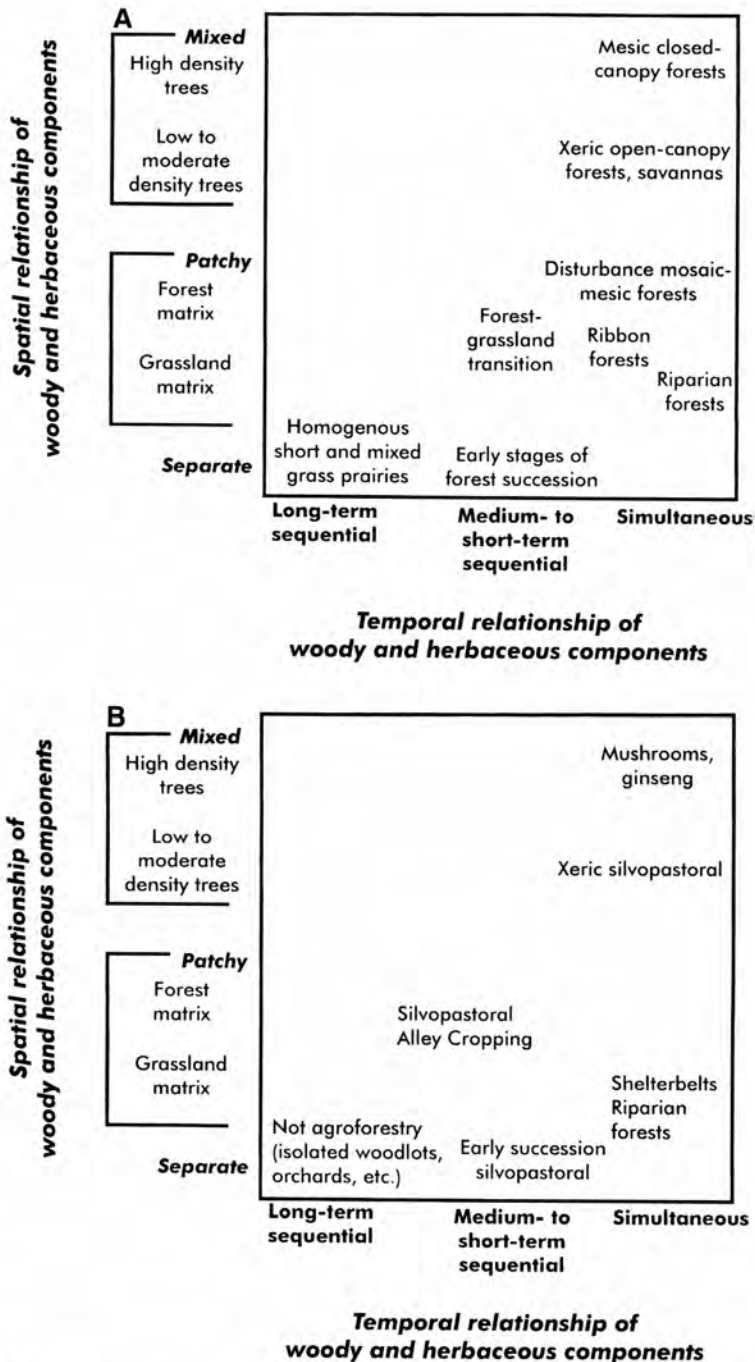 A
Spatial relationship of
woody and herbaceous components
Mixed
High density
trees
Low to
moderate
density trees
Patchy
Forest
matrix
Grassland
matrix
Separate
Mesic closed-
canopy forests
Xeric open-canopy
forests, savannas
Disturbance mosaic-
mesic forests
Forest-
grassland
transition
Ribbon
forests
Riparian
forests
Homogenous
short and mixed
grass prairies
Early stages of
forest succession
Long-term
sequential
Medium- to
short-term
sequential
Simultaneous
Temporal relationship of
woody and herbaceous components
B
Spatial relationship of
woody and herbaceous components
Mixed
High density
trees
Low to
moderate
density trees
Patchy
Forest
matrix
Grassland
matrix
Separate
Mushrooms,
ginseng
Xeric silvopastoral
Silvopastoral
Alley Cropping
Shelterbelts
Riparian
forests
Not agroforestry
(isolated woodlots,
orchards, etc.)
Early succession
silvopastoral
Long-term
sequential
Medium- to
short-term
sequential
Simultaneous
Temporal relationship of
woody and herbaceous components